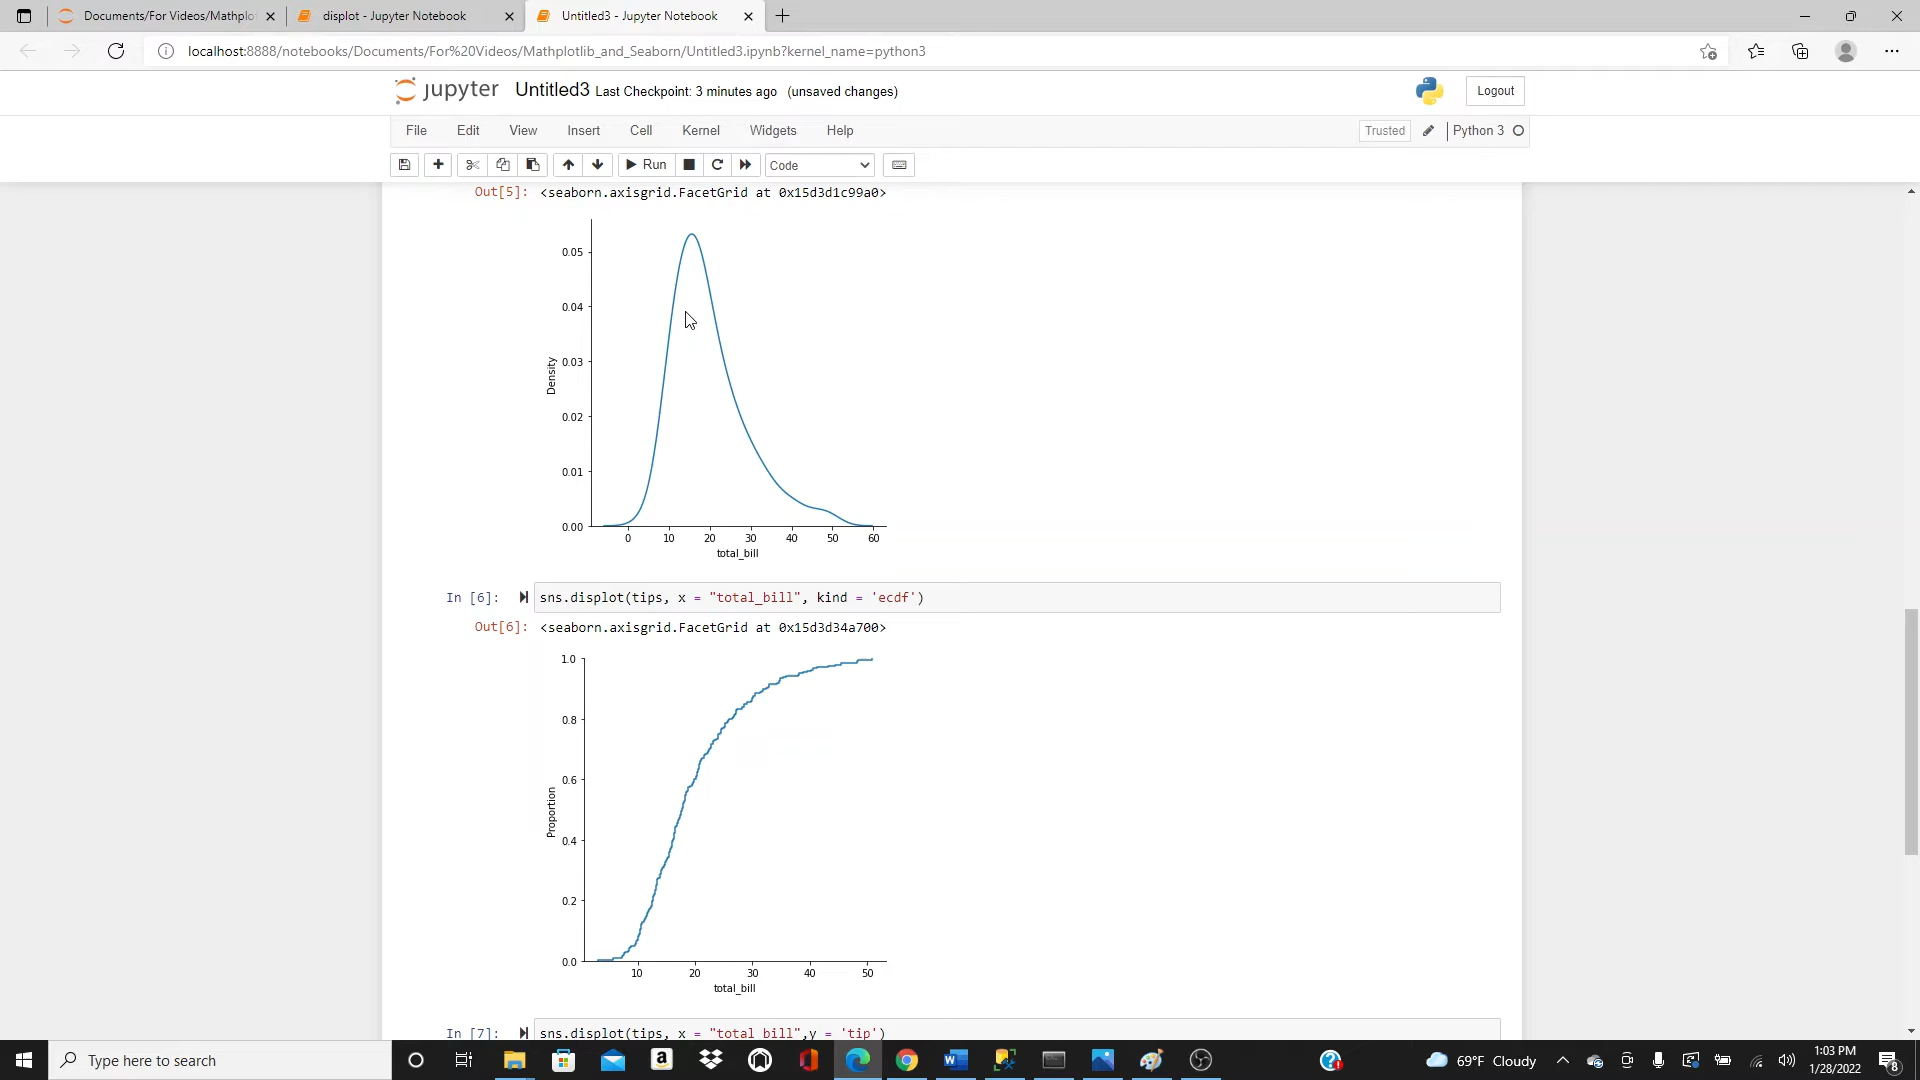 Documents/For Videos/Mathplot
displot - Jupyter Notebook
Untitled3 - Jupyter Notebook
localhost:8888/notebooks/Documents/For%20Videos/Mathplotlib_and_Seaborn/Untitled3.ipynb?kernel_name=python3
jupyter Untitled3 Last Checkpoint: 3 minutes ago (unsaved changes)
Logout
File Edit View Insert Cell Kernel Widgets Help
Trusted Python 3
Run Code
Out[5]: <seaborn.axisgrid.FacetGrid at 0x15d3d1c99a0>
0.05
0.04
0.03
0.02
0.01
0.00
Density
0 10 20 30 40 50 60
total_bill
In [6]: sns.displot(tips, x = "total_bill", kind = 'ecdf')
Out[6]: <seaborn.axisgrid.FacetGrid at 0x15d3d34a700>
1.0
0.8
0.6
0.4
0.2
0.0
Proportion
10 20 30 40 50
total_bill
In [7]: sns.displot(tips, x = "total_bill",y = 'tip')
Type here to search
69°F Cloudy
1:03 PM
1/28/2022
8